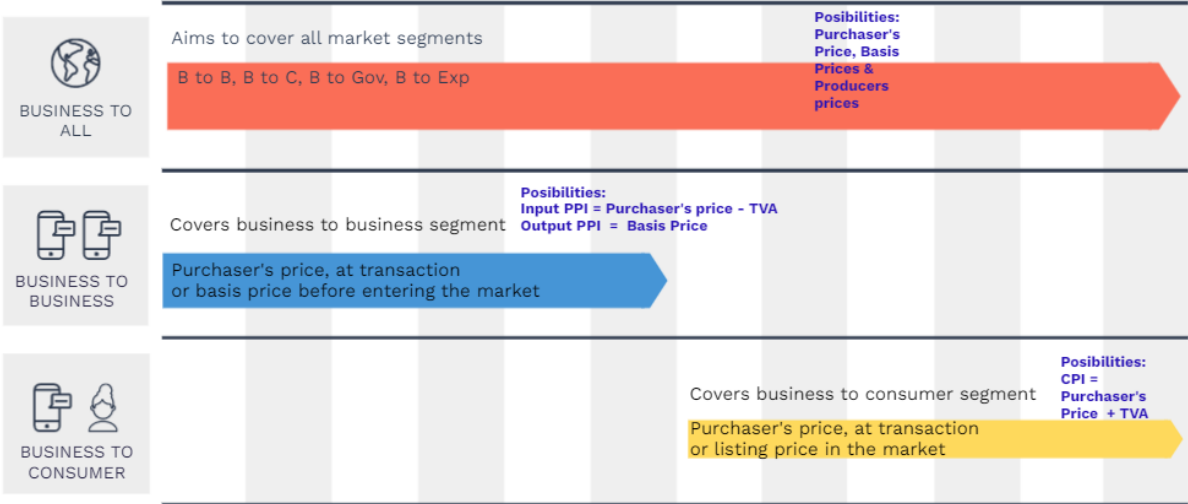 BUSINESS TO
ALL
Aims to cover all market segments
B to B, B to C, B to Gov, B to Exp
Posibilities:
Purchaser's
Price, Basis
Prices &
Producers
prices
BUSINESS TO
BUSINESS
Covers business to business segment
Posibilities:
Input PPI = Purchaser's price - TVA
Output PPI = Basis Price
Purchaser's price, at transaction
or basis price before entering the market
BUSINESS TO
CONSUMER
Covers business to consumer segment
Posibilities:
CPI =
Purchaser's
Price + TVA
Purchaser's price, at transaction
or listing price in the market